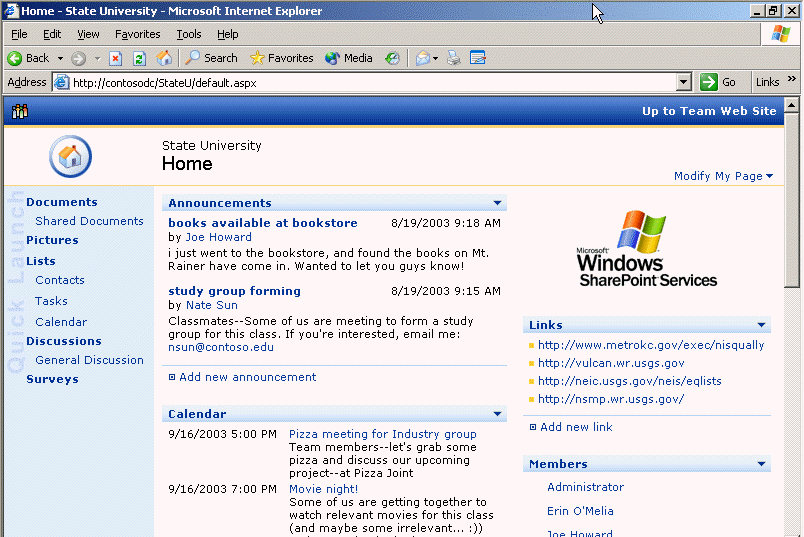 Home - State University - Microsoft Internet Explorer
File Edit View Favorites Tools Help
Back Search Favorites Media
Address http://contosodc/StateU/default.aspx Go Links »
Up to Team Web Site
State University
Home
Modify My Page
Quick Launch
Documents
Shared Documents
Pictures
Lists
Contacts
Tasks
Calendar
Discussions
General Discussion
Surveys
Announcements
books available at bookstore 8/19/2003 9:18 AM
by Joe Howard
i just went to the bookstore, and found the books on Mt.
Rainer have come in. Wanted to let you guys know!
study group forming 8/19/2003 9:15 AM
by Nate Sun
Classmates--Some of us are meeting to form a study
group for this class. If you're interested, email me:
nsun@contoso.edu
Add new announcement
Calendar
9/16/2003 5:00 PM Pizza meeting for Industry group
Team members--let's grab some
pizza and discuss our upcoming
project--at Pizza Joint
9/16/2003 7:00 PM Movie night!
Some of us are getting together to
watch relevant movies for this class
(and maybe some irrelevant... :))
Microsoft
Windows
SharePoint Services
Links
http://www.metrokc.gov/exec/nisqually
http://vulcan.wr.usgs.gov
http://neic.usgs.gov/neis/eqlists
http://nsmp.wr.usgs.gov/
Add new link
Members
Administrator
Erin O'Melia
Joe Howard